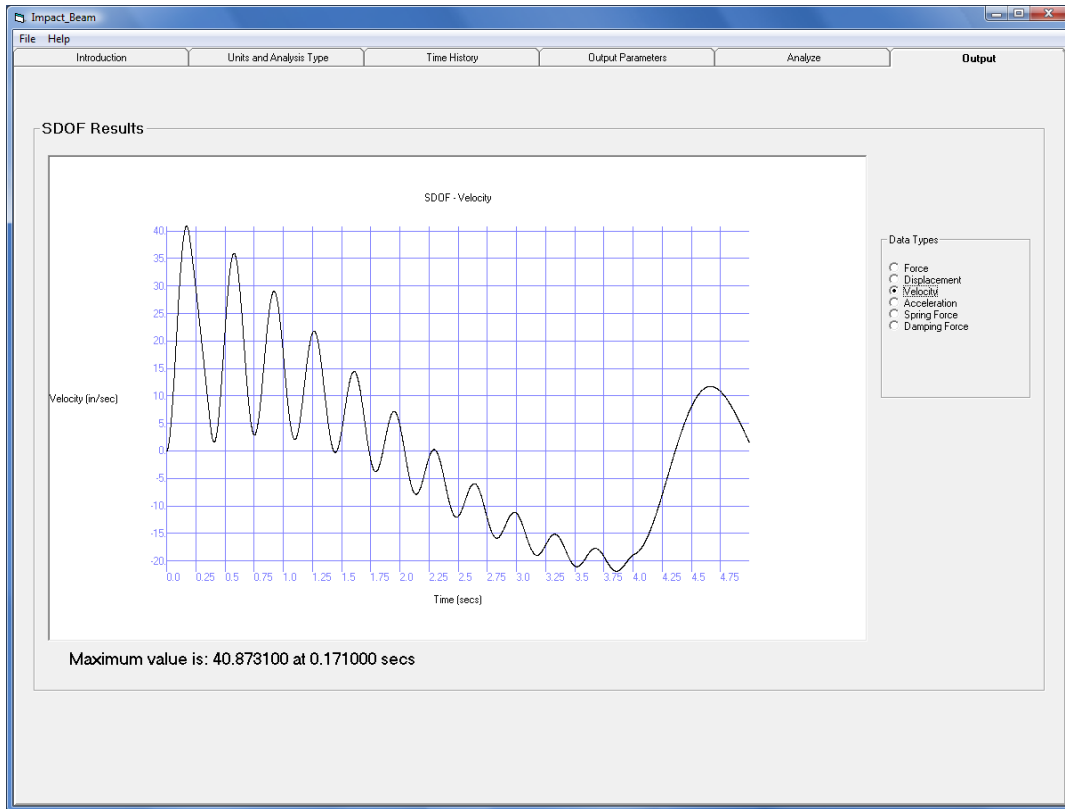 Impact_Beam
File Help
Introduction Units and Analysis Type Time History Output Parameters Analyze Output
SDOF Results
SDOF - Velocity
40.
35.
30.
25.
20.
15.
10.
5.
0.
-5.
-10.
-15.
-20.
Velocity (in/sec)
0.0 0.25 0.5 0.75 1.0 1.25 1.5 1.75 2.0 2.25 2.5 2.75 3.0 3.25 3.5 3.75 4.0 4.25 4.5 4.75
Time (secs)
Data Types
Force
Displacement
Velocity
Acceleration
Spring Force
Damping Force
Maximum value is: 40.873100 at 0.171000 secs